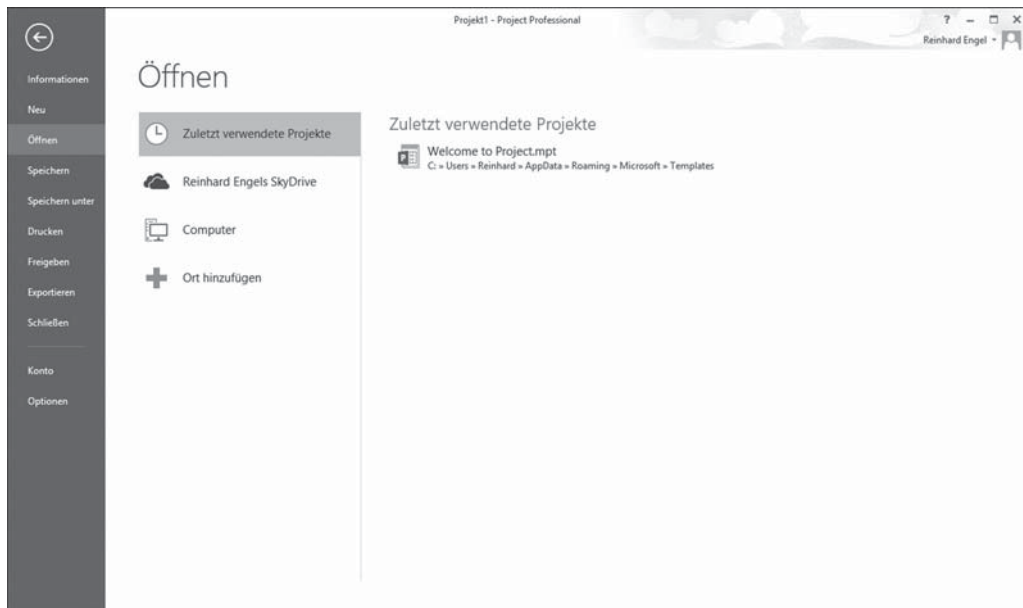 Projekt1 - Project Professional
?
Reinhard Engel
Informationen
Neu
Öffnen
Speichern
Speichern unter
Drucken
Freigeben
Exportieren
Schließen
Konto
Optionen
Öffnen
Zuletzt verwendete Projekte
Reinhard Engels SkyDrive
Computer
Ort hinzufügen
Zuletzt verwendete Projekte
Welcome to Project.mpt
C: » Users » Reinhard » AppData » Roaming » Microsoft » Templates